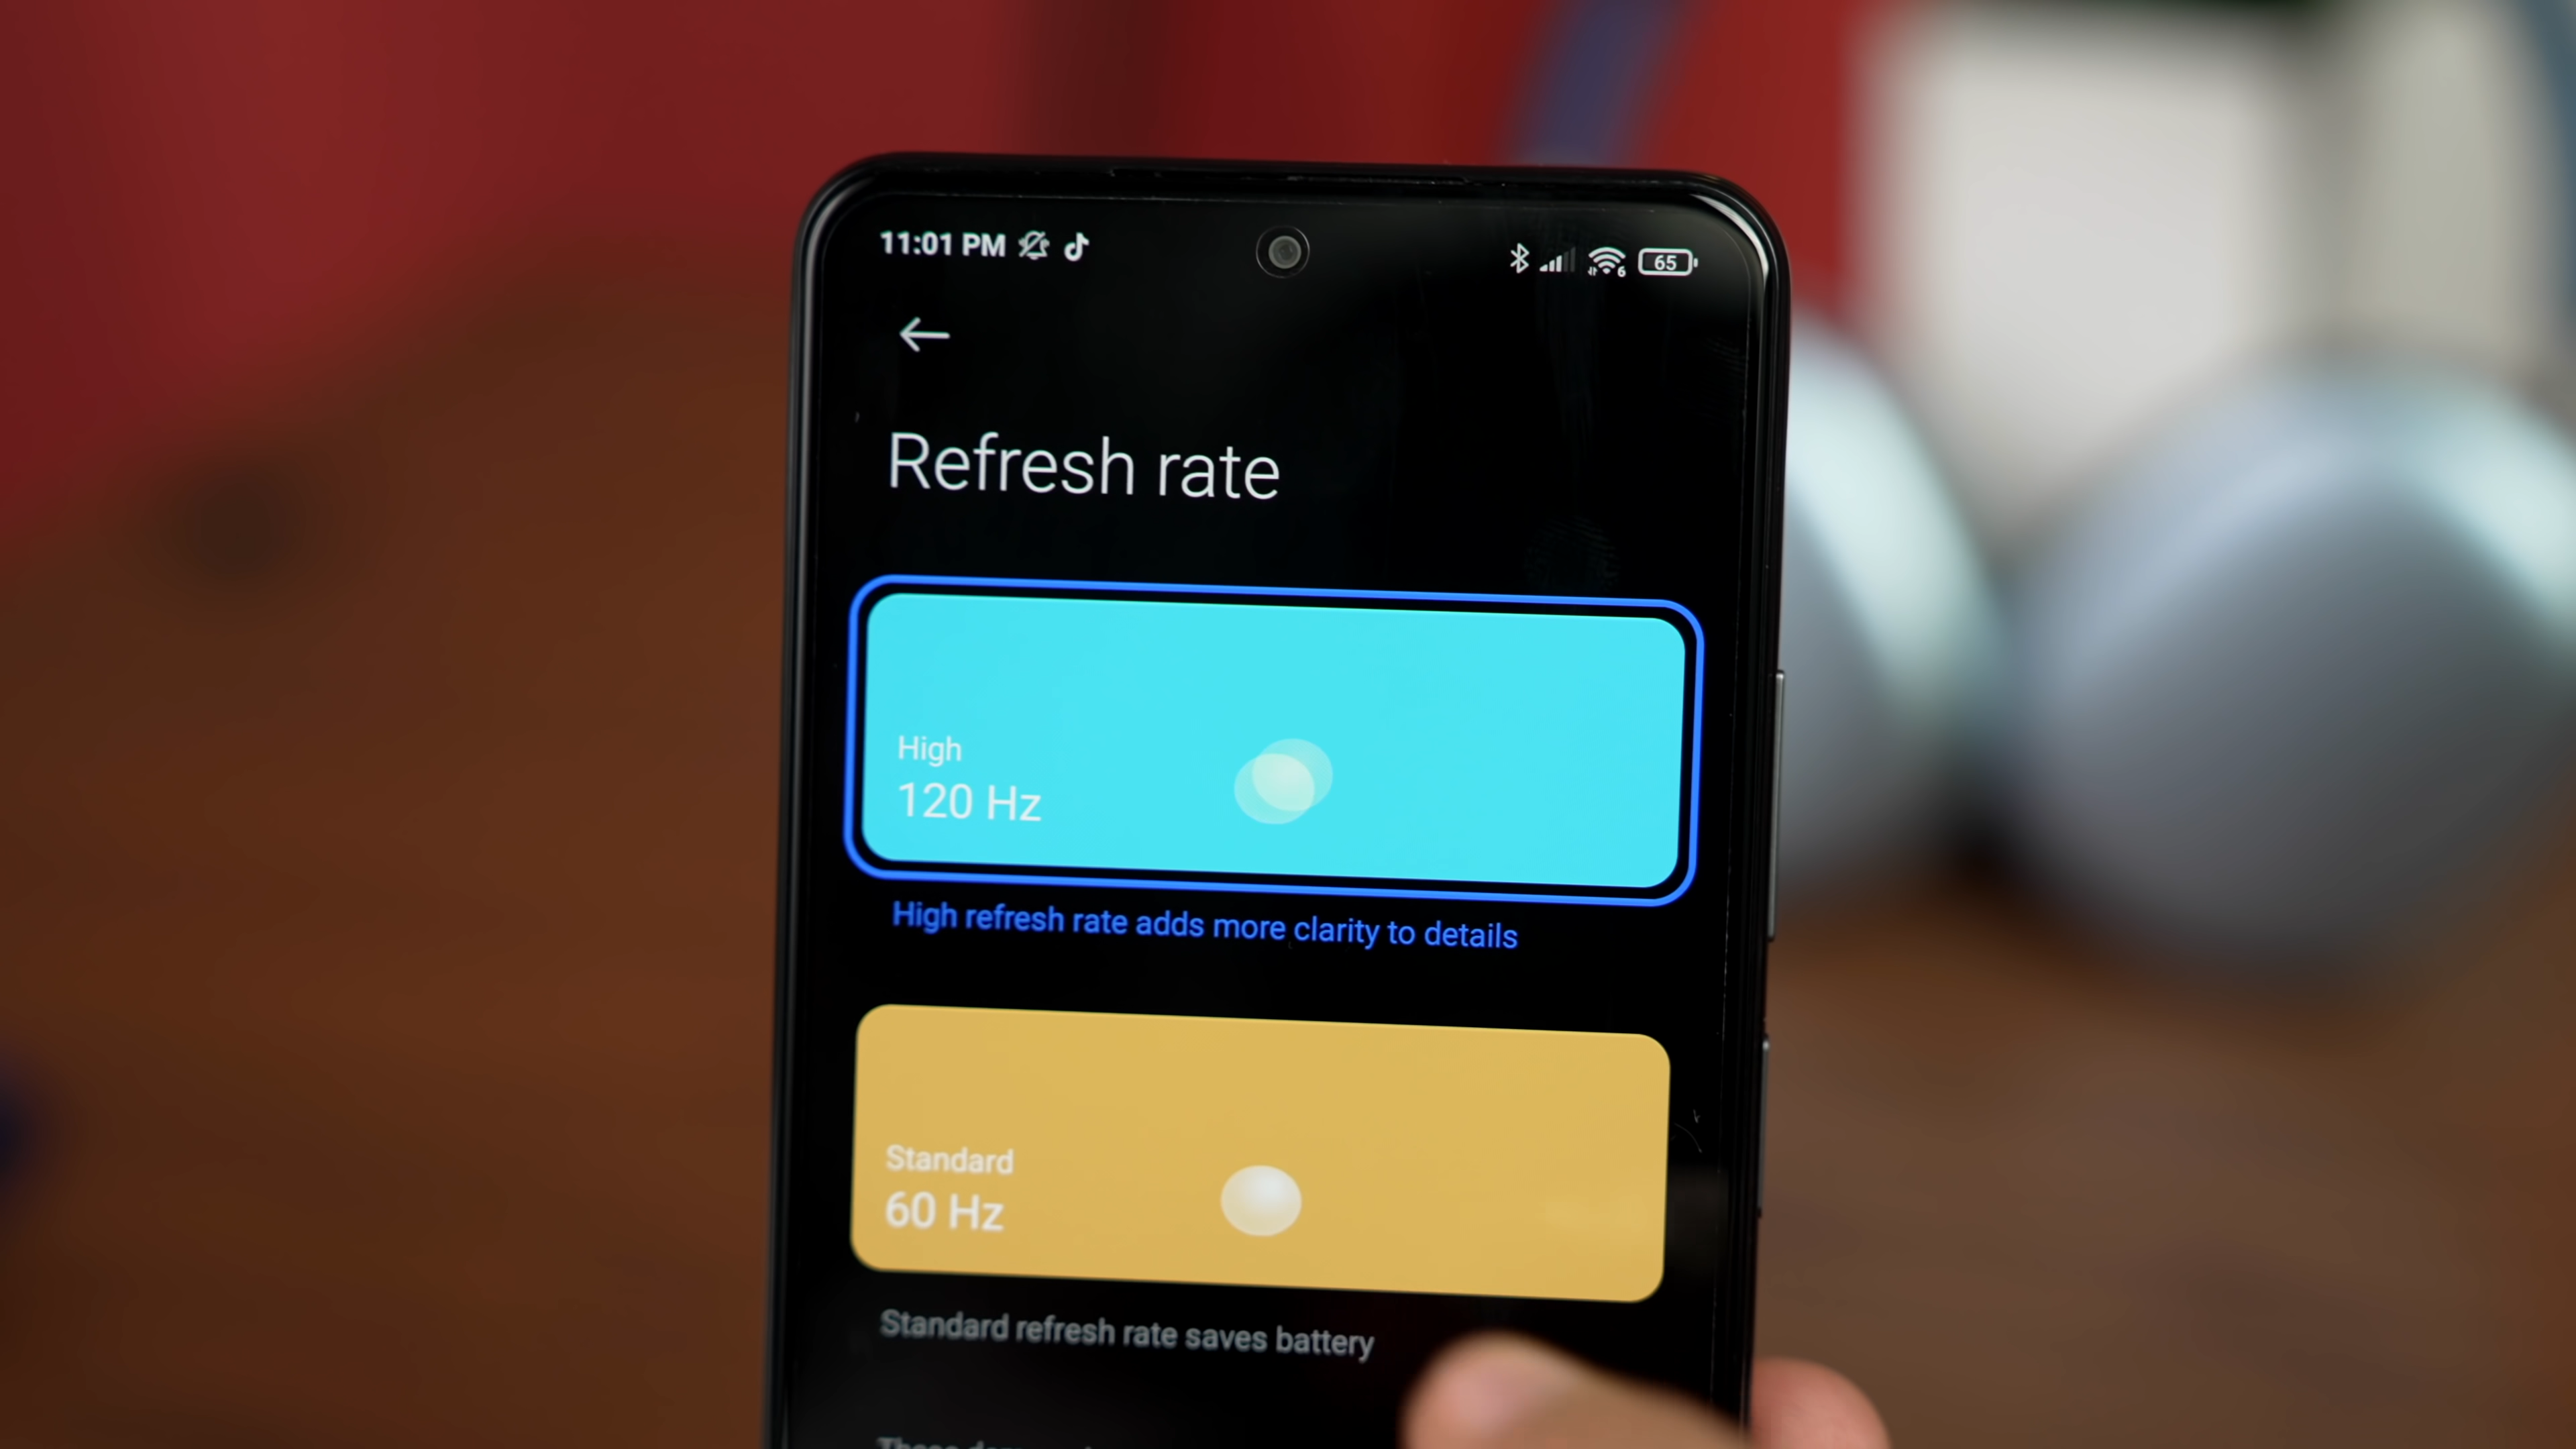 11:01 PM 6 65
Refresh rate
High
120 Hz
High refresh rate adds more clarity to details
Standard
60 Hz
Standard refresh rate saves battery